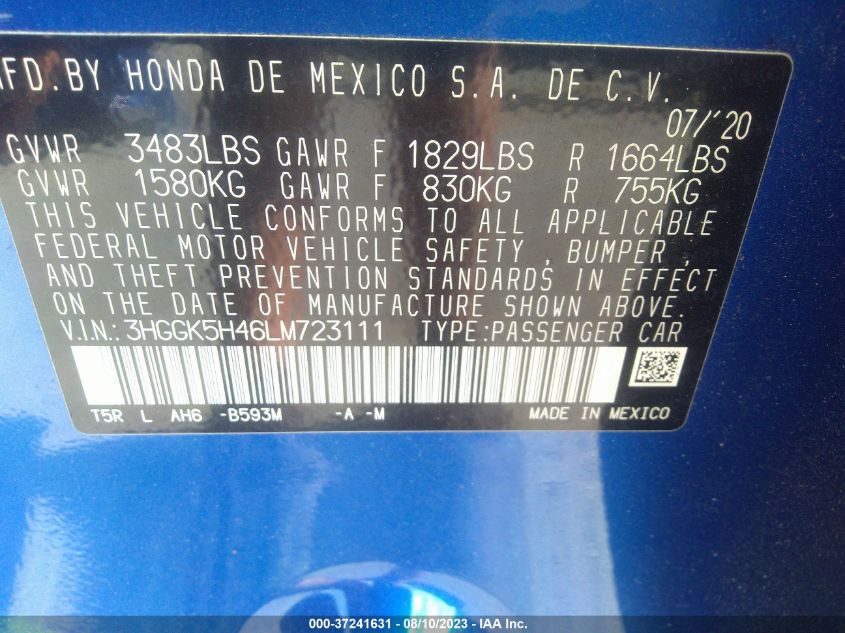 MFD.BY HONDA DE MEXICO S.A. DE C.V.
07/'20
GVWR 3483LBS GAWR F 1829LBS R 1664LBS
GVWR 1580KG GAWR F 830KG R 755KG
THIS VEHICLE CONFORMS TO ALL APPLICABLE
FEDERAL MOTOR VEHICLE SAFETY , BUMPER ,
AND THEFT PREVENTION STANDARDS IN EFFECT
ON THE DATE OF MANUFACTURE SHOWN ABOVE.
V.I.N.: 3HGGK5H46LM723111 TYPE:PASSENGER CAR
T5R L AH6 -B593M -A -M MADE IN MEXICO
000-37241631 - 08/10/2023 - IAA Inc.